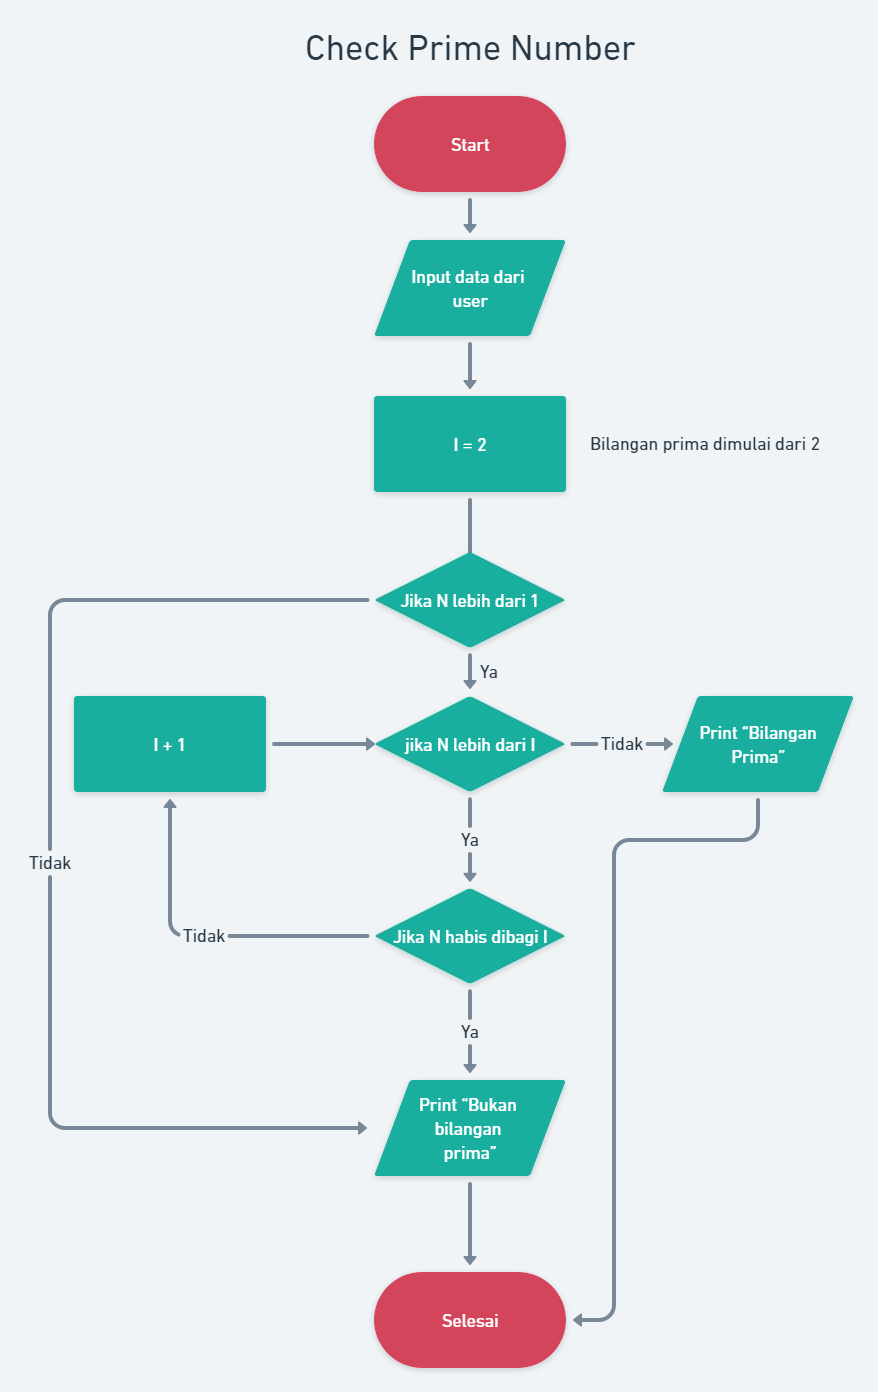 Check Prime Number
Start
Input data dari
user
I = 2
Bilangan prima dimulai dari 2
Jika N lebih dari 1
Ya
I + 1
jika N lebih dari I
Tidak
Print “Bilangan
Prima”
Ya
Tidak
Jika N habis dibagi I
Tidak
Ya
Print “Bukan
bilangan
prima”
Selesai